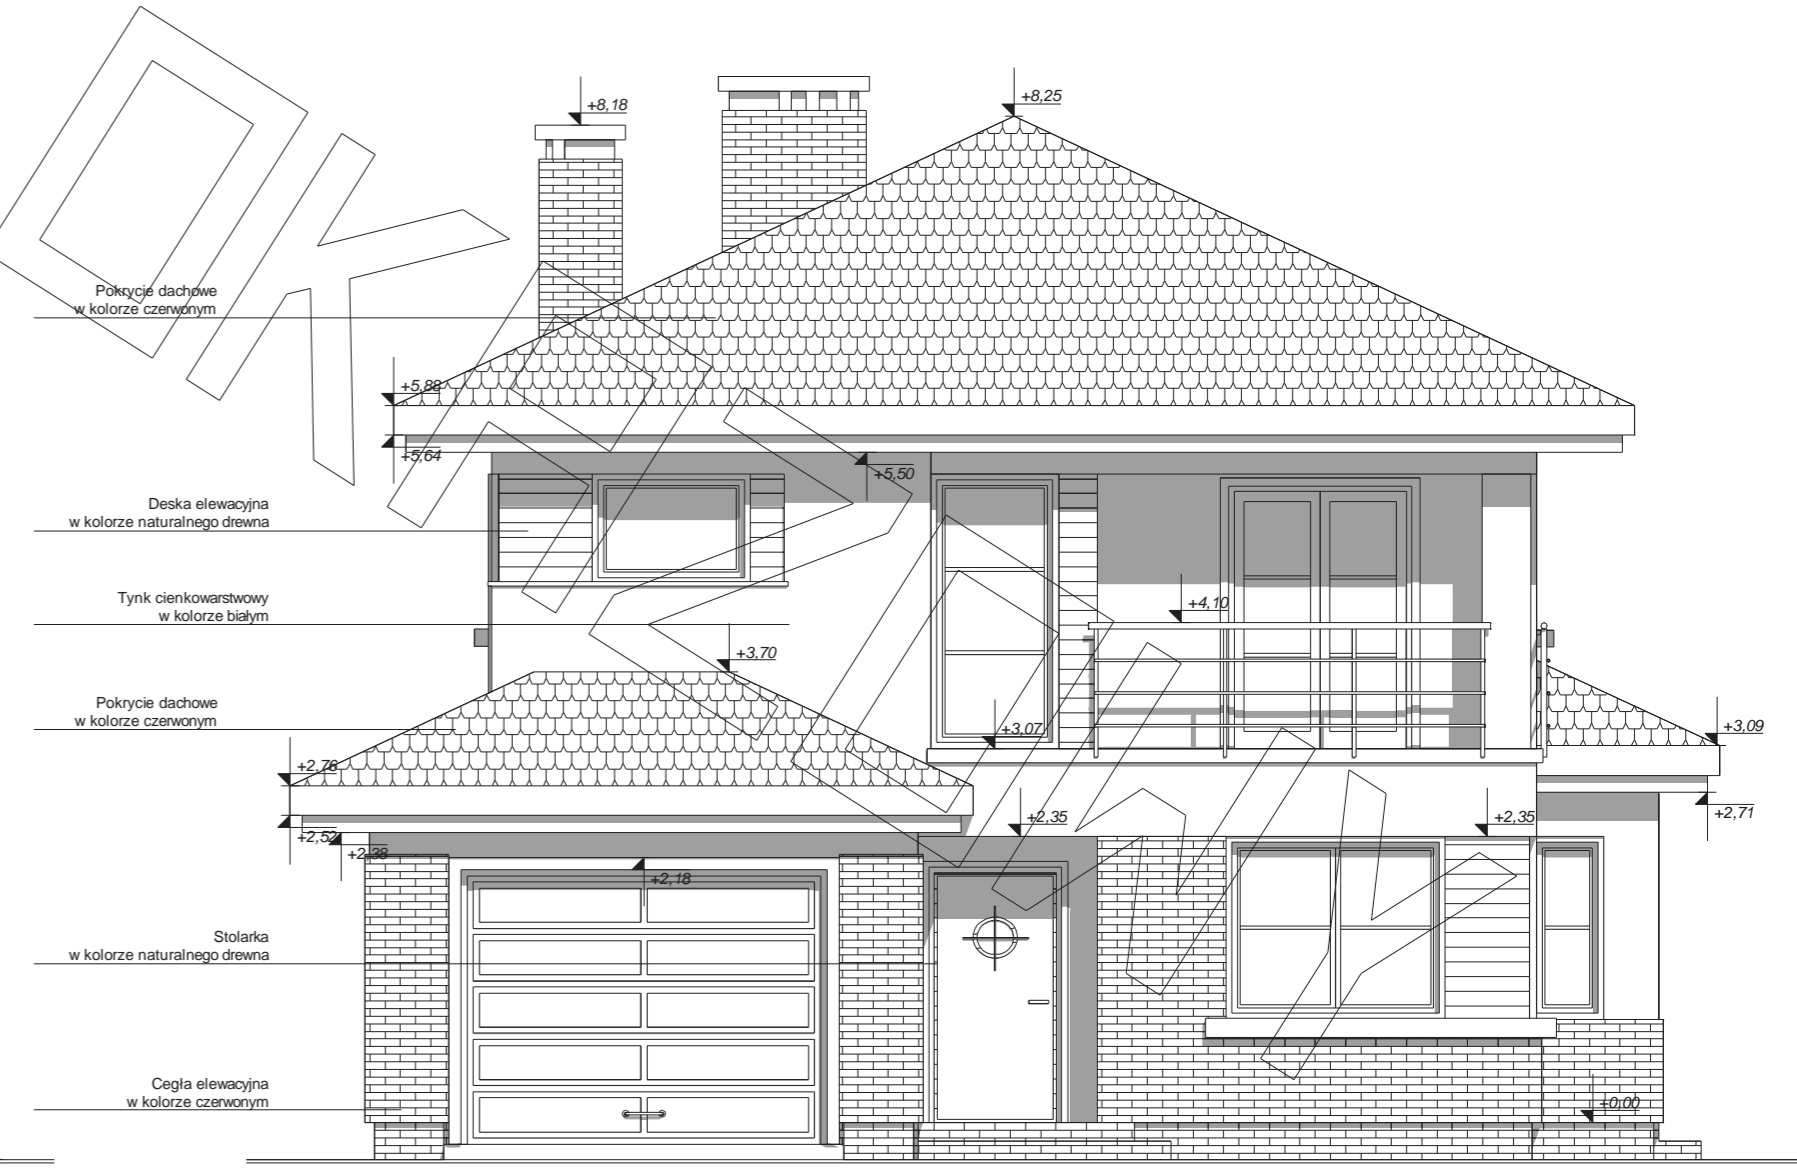 +8,25
+8,18
Pokrycie dachowe
w kolorze czerwonym
+5,88
+5,64
+5,50
Deska elewacyjna
w kolorze naturalnego drewna
Tynk cienkowarstwowy
w kolorze białym
+4,10
+3,70
Pokrycie dachowe
w kolorze czerwonym
+3,07
+3,09
+2,76
+2,71
+2,52
+2,35
+2,35
+2,38
+2,18
Stolarka
w kolorze naturalnego drewna
Cegła elewacyjna
w kolorze czerwonym
+0,00